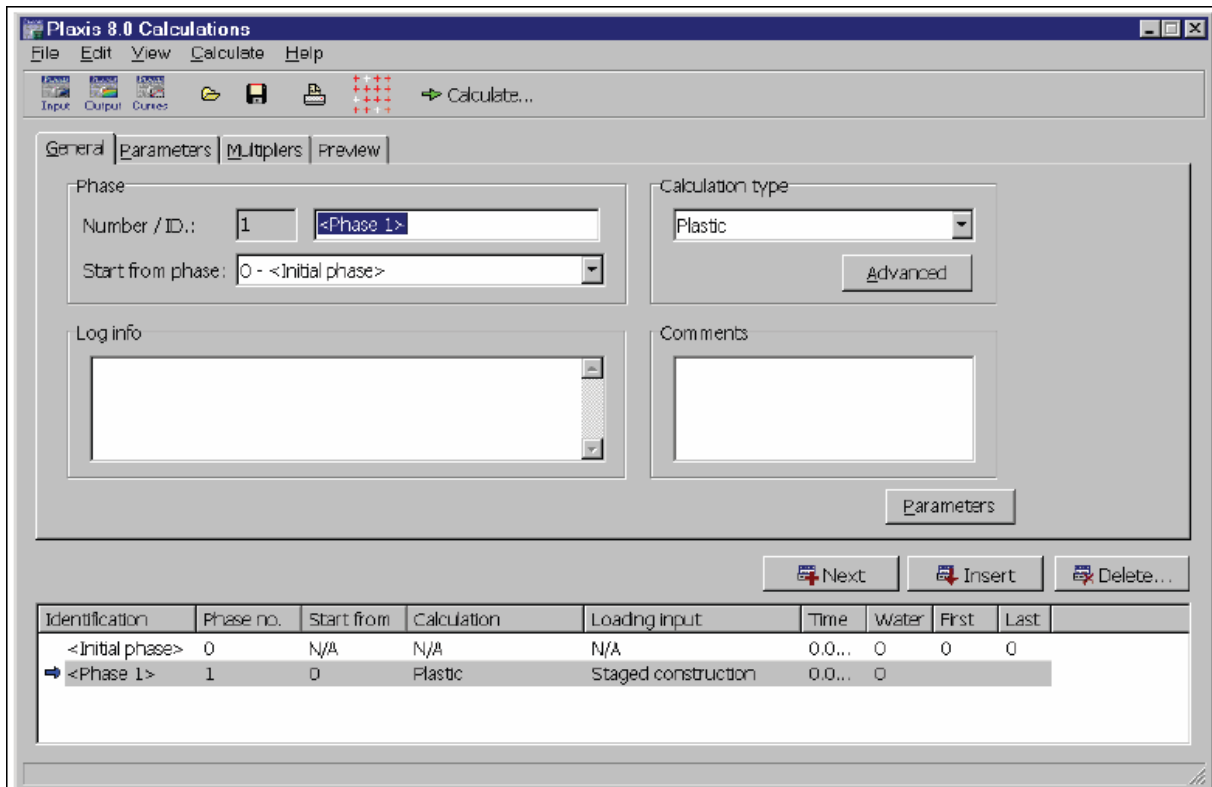 Plaxis 8.0 Calculations
File Edit View Calculate Help
Input Output Curves Calculate...
General Parameters Multipliers Preview
Phase Calculation type
Number / ID.: 1 <Phase 1> Plastic
Start from phase: 0 - <Initial phase> Advanced
Log info Comments
Parameters
Next Insert Delete...
Identification Phase no. Start from Calculation Loading input Time Water First Last
<Initial phase> 0 N/A N/A N/A 0.0... 0 0 0
<Phase 1> 1 0 Plastic Staged construction 0.0... 0